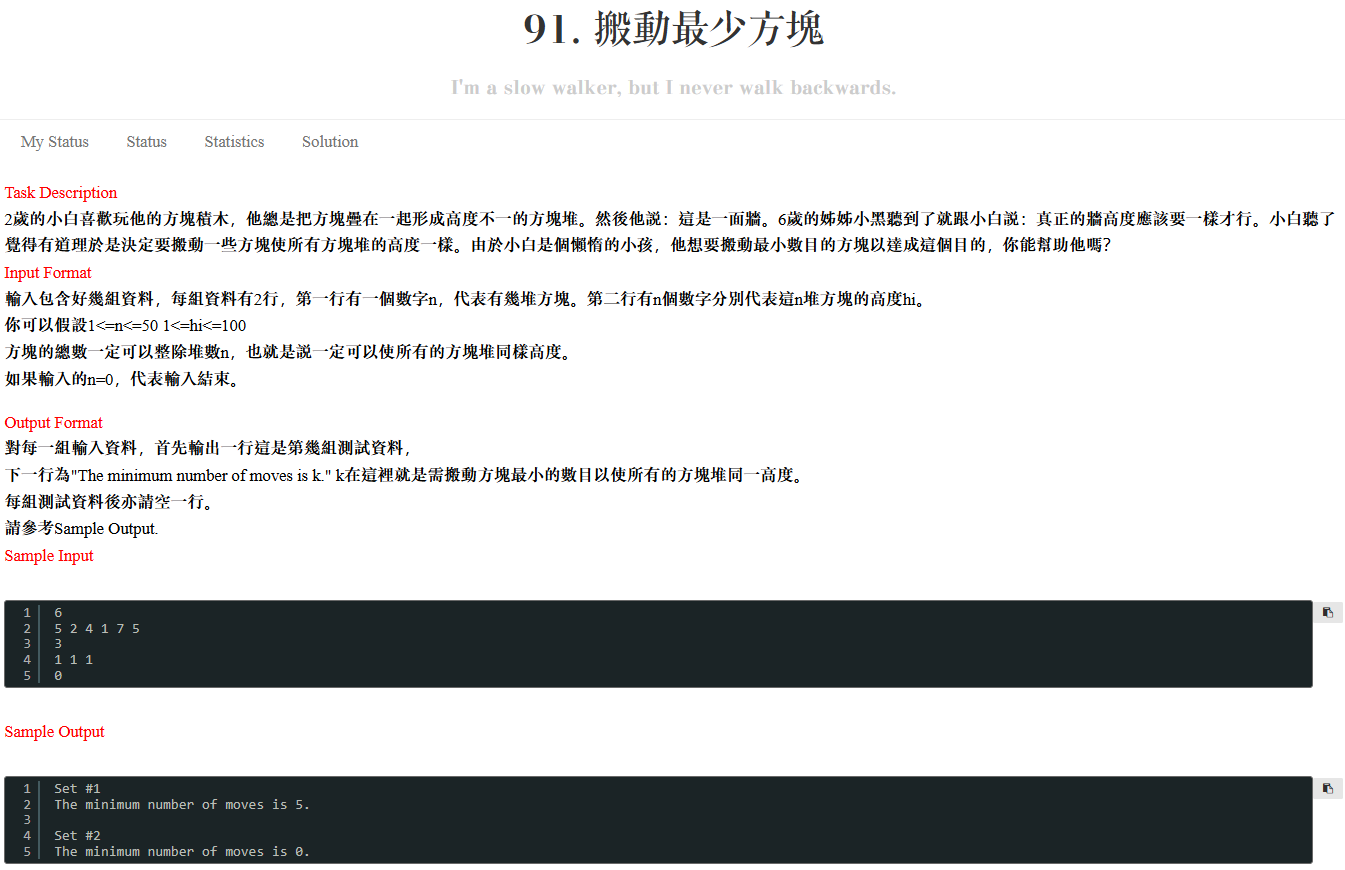 91. 搬動最少方塊
I'm a slow walker, but I never walk backwards.
My Status Status Statistics Solution
Task Description
2歲的小白喜歡玩他的方塊積木，他總是把方塊疊在一起形成高度不一的方塊堆。然後他說：這是一面牆。6歲的姊姊小黑聽到了就跟小白說：真正的牆高度應該要一樣才行。小白聽了
覺得有道理於是決定要搬動一些方塊使所有方塊堆的高度一樣。由於小白是個懶惰的小孩，他想要搬動最小數目的方塊以達成這個目的，你能幫助他嗎？
Input Format
輸入包含好幾組資料，每組資料有2行，第一行有一個數字n，代表有幾堆方塊。第二行有n個數字分別代表這n堆方塊的高度hi。
你可以假設1<=n<=50 1<=hi<=100
方塊的總數一定可以整除堆數n，也就是說一定可以使所有的方塊堆同樣高度。
如果輸入的n=0，代表輸入結束。
Output Format
對每一組輸入資料，首先輸出一行這是第幾組測試資料，
下一行為"The minimum number of moves is k." k在這裡就是需搬動方塊最小的數目以使所有的方塊堆同一高度。
每組測試資料後亦請空一行。
請參考Sample Output.
Sample Input
1 6
2 5 2 4 1 7 5
3 3
4 1 1 1
5 0
Sample Output
1 Set #1
2 The minimum number of moves is 5.
3
4 Set #2
5 The minimum number of moves is 0.